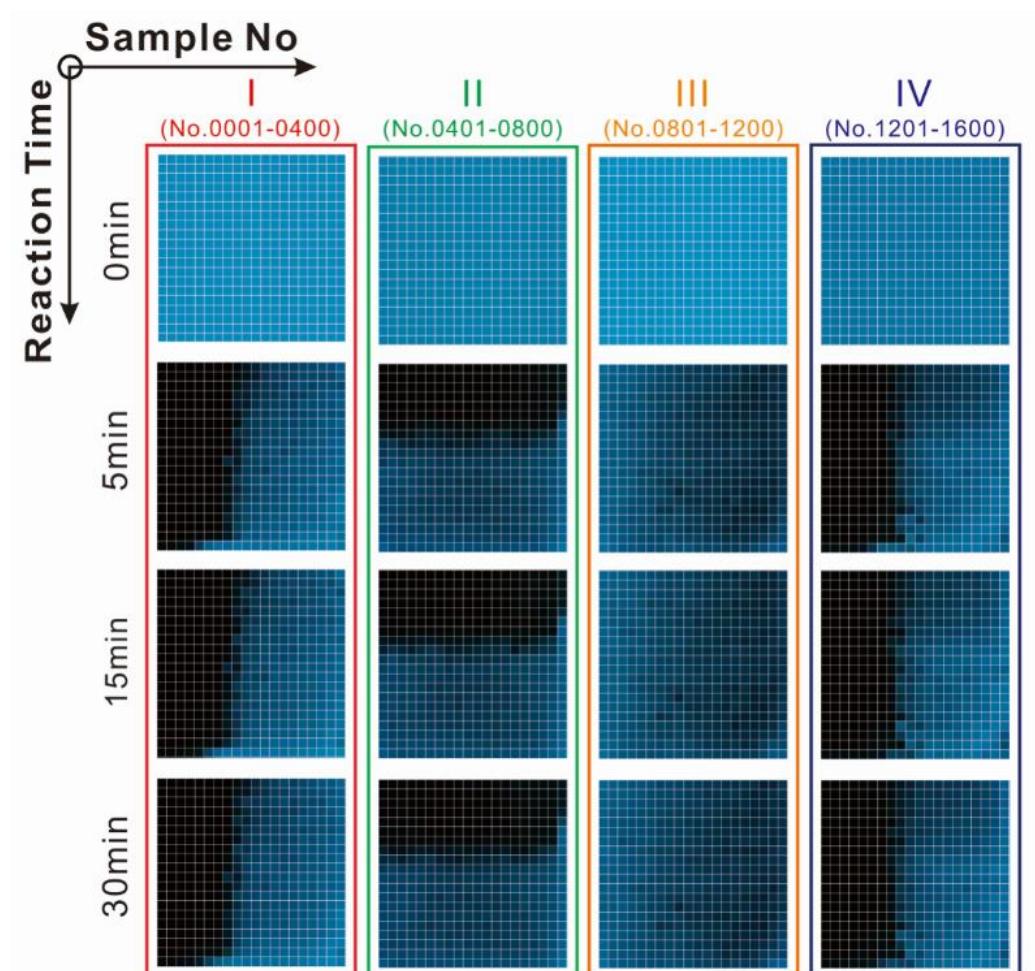 Sample No
Reaction Time
I
(No.0001-0400)
II
(No.0401-0800)
III
(No.0801-1200)
IV
(No.1201-1600)
0min
5min
15min
30min